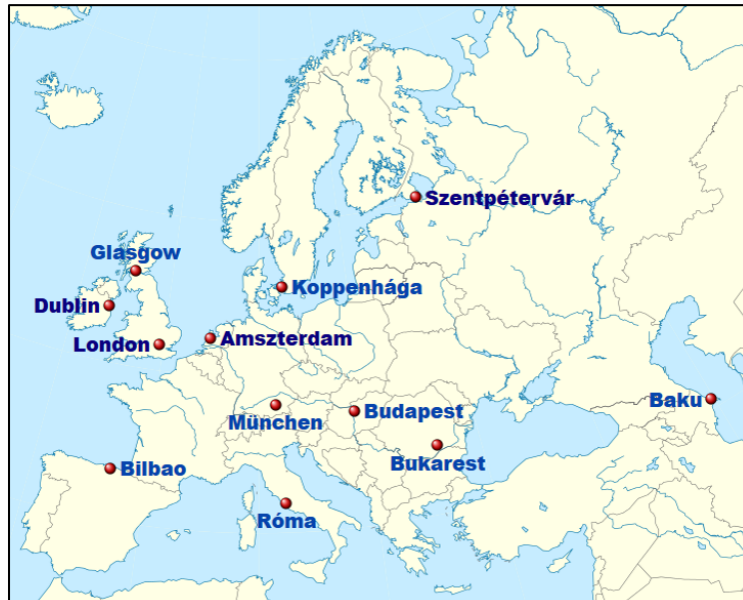 Szentpétervár
Glasgow
Koppenhága
Dublin
London
Amszterdam
Baku
München
Budapest
Bukarest
Bilbao
Róma